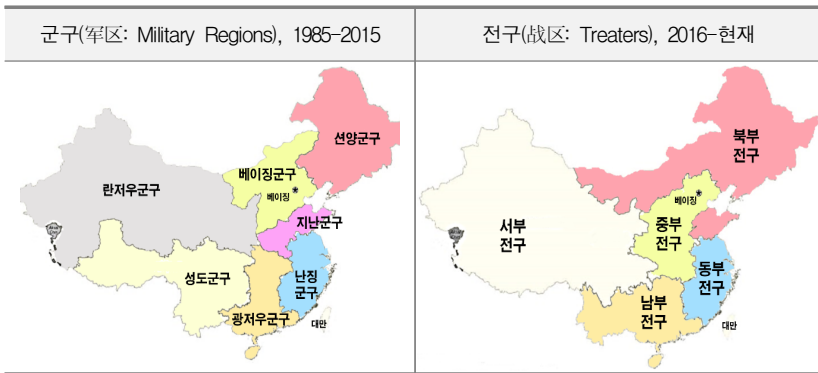 군구(军区: Military Regions), 1985-2015
전구(战区: Treaters), 2016-현재
션양군구
베이징군구
베이징
란저우군구
지난군구
성도구구
난징
군구
광저우군구
대만
북부
전구
베이징
서부
전구
중부
전구
동부
전구
남부
전구
대만